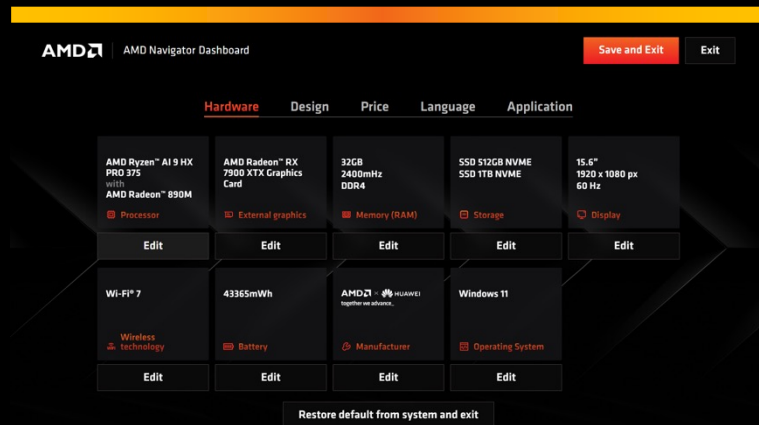 AMD
AMD Navigator Dashboard
Save and Exit
Exit
Hardware
Design
Price
Language
Application
AMD Ryzen™ AI 9 HX
PRO 375
with
AMD Radeon™ 890M
Processor
Edit
AMD Radeon™ RX
7900 XTX Graphics
Card
External graphics
Edit
32GB
2400mHz
DDR4
Memory (RAM)
Edit
SSD 512GB NVME
SSD 1TB NVME
Storage
Edit
15.6"
1920 x 1080 px
60 Hz
Display
Edit
Wi-Fi® 7
Wireless
technology
Edit
43365mWh
Battery
Edit
AMD × HUAWEI
together we advance_
Manufacturer
Edit
Windows 11
Operating System
Edit
Restore default from system and exit